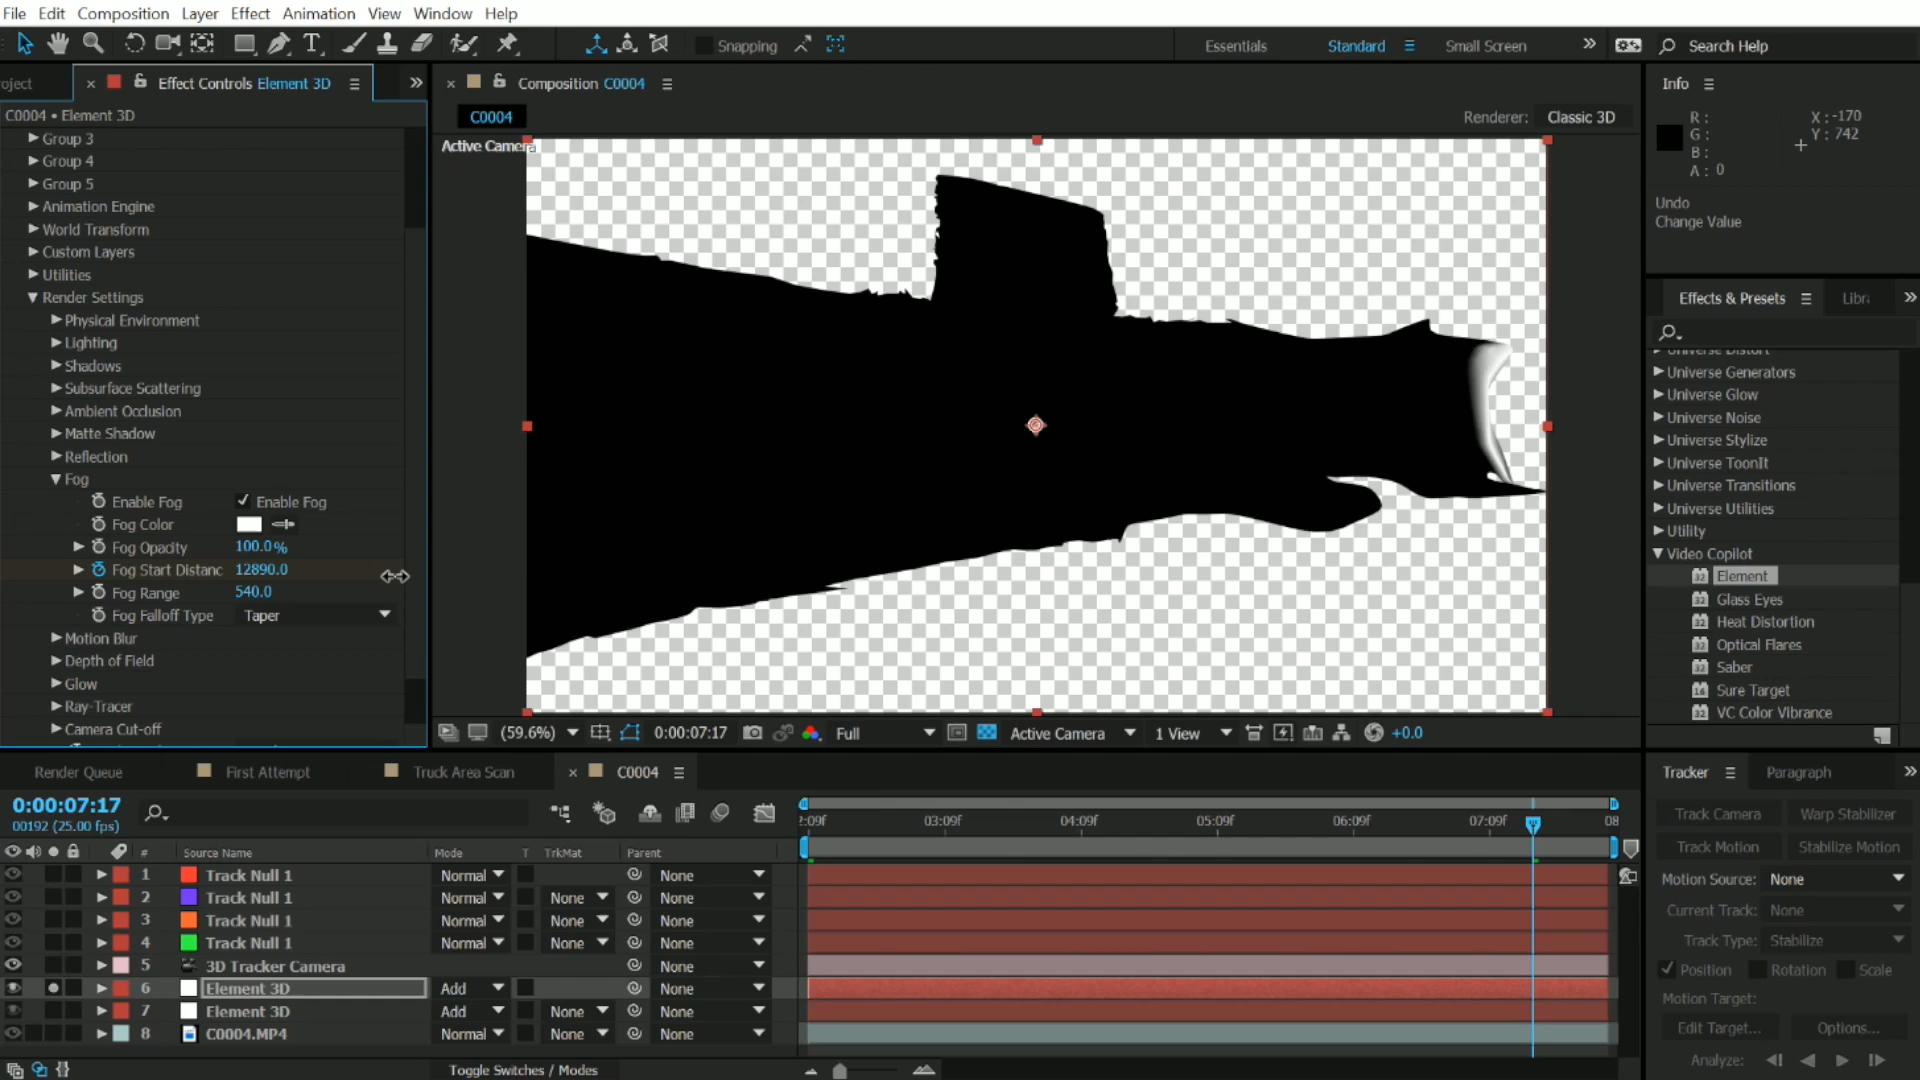 File Edit Composition Layer Effect Animation View Window Help
T Snapping Essentials Standard Small Screen Search Help
oject Effect Controls Element 3D
Composition C0004
Info
C0004 • Element 3D
C0004
Renderer: Classic 3D
R :
G :
B :
A : 0
X : -170
Y : 742
Undo
Change Value
Active Camera
Group 3
Group 4
Group 5
Animation Engine
World Transform
Custom Layers
Utilities
Render Settings
Physical Environment
Lighting
Shadows
Subsurface Scattering
Ambient Occlusion
Matte Shadow
Reflection
Fog
Enable Fog Enable Fog
Fog Color
Fog Opacity 100.0%
Fog Start Distanc 12890.0
Fog Range 540.0
Fog Falloff Type Taper
Motion Blur
Depth of Field
Glow
Ray-Tracer
Camera Cut-off
Effects & Presets Libra
Universe Distort
Universe Generators
Universe Glow
Universe Noise
Universe Stylize
Universe ToonIt
Universe Transitions
Universe Utilities
Utility
Video Copilot
32 Element
32 Glass Eyes
32 Heat Distortion
32 Optical Flares
32 Saber
16 Sure Target
32 VC Color Vibrance
(59.6%) 0:00:07:17 Full Active Camera 1 View +0.0
Render Queue First Attempt Truck Area Scan C0004
0:00:07:17
00192 (25.00 fps)
2:09f 03:09f 04:09f 05:09f 06:09f 07:09f 08
# Source Name Mode T TrkMat Parent
1 Track Null 1 Normal None
2 Track Null 1 Normal None None
3 Track Null 1 Normal None None
4 Track Null 1 Normal None None
5 3D Tracker Camera None
6 Element 3D Add None
7 Element 3D Add None None
8 C0004.MP4 Normal None None
Toggle Switches / Modes
Tracker Paragraph
Track Camera Warp Stabilizer
Track Motion Stabilize Motion
Motion Source: None
Current Track: None
Track Type: Stabilize
Position Rotation Scale
Motion Target:
Edit Target... Options...
Analyze: